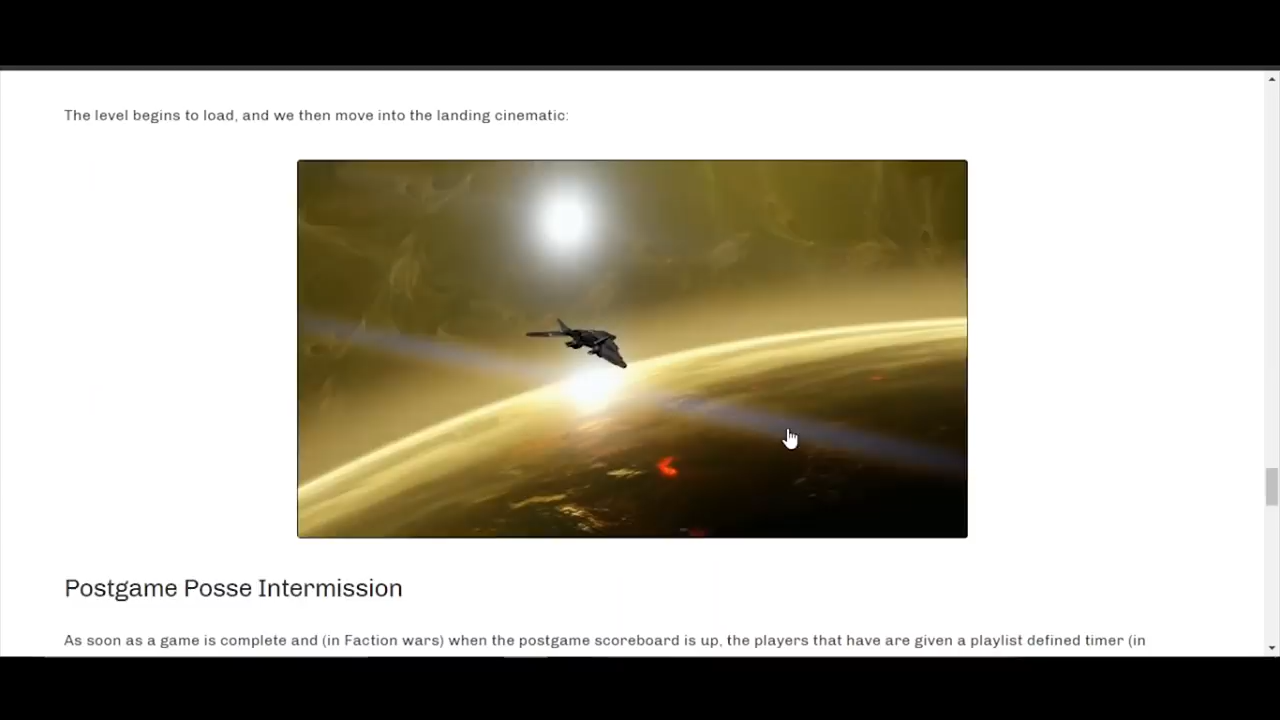 The level begins to load, and we then move into the landing cinematic:
Postgame Posse Intermission
As soon as a game is complete and (in Faction wars) when the postgame scoreboard is up, the players that have are given a playlist defined timer (in